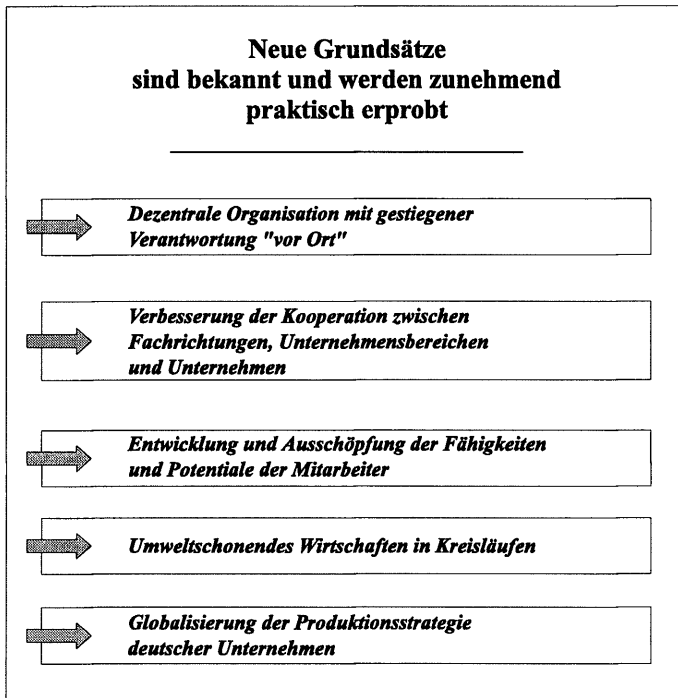 Neue Grundsätze
sind bekannt und werden zunehmend
praktisch erprobt
Dezentrale Organisation mit gestiegener
Verantwortung "vor Ort"
Verbesserung der Kooperation zwischen
Fachrichtungen, Unternehmensbereichen
und Unternehmen
Entwicklung und Ausschöpfung der Fähigkeiten
und Potentiale der Mitarbeiter
Umweltschonendes Wirtschaften in Kreisläufen
Globalisierung der Produktionsstrategie
deutscher Unternehmen